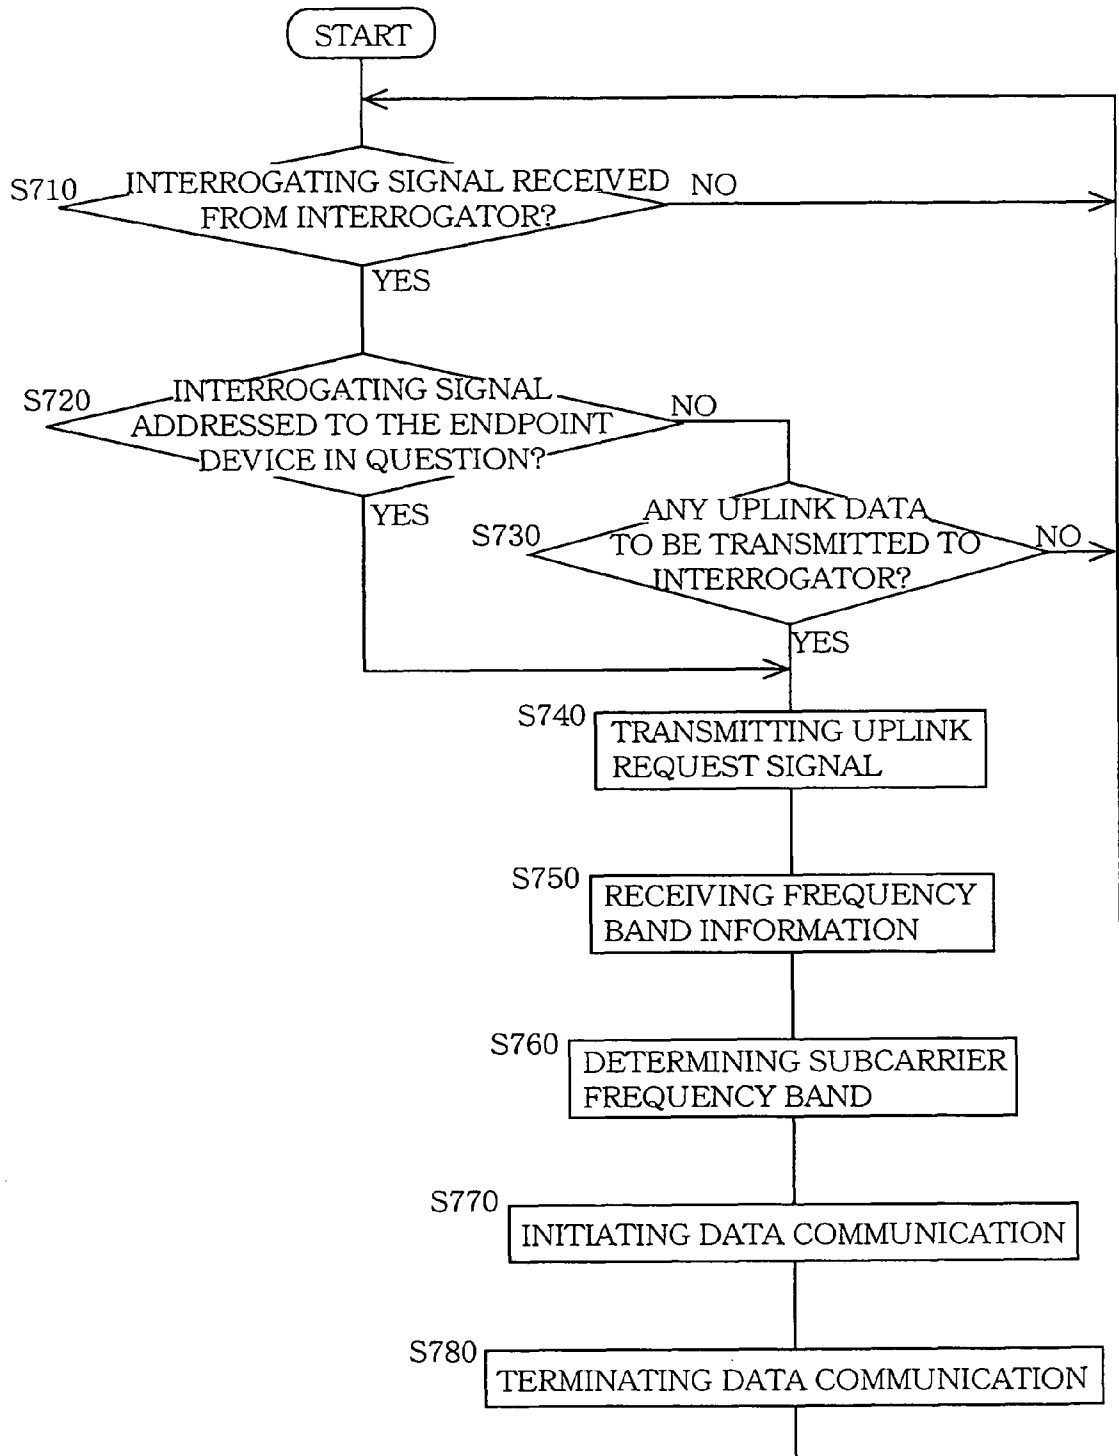 START
S710
INTERROGATING SIGNAL RECEIVED
FROM INTERROGATOR?
NO
YES
S720
INTERROGATING SIGNAL
ADDRESSED TO THE ENDPOINT
DEVICE IN QUESTION?
NO
YES
S730
ANY UPLINK DATA
TO BE TRANSMITTED TO
INTERROGATOR?
NO
YES
S740
TRANSMITTING UPLINK
REQUEST SIGNAL
S750
RECEIVING FREQUENCY
BAND INFORMATION
S760
DETERMINING SUBCARRIER
FREQUENCY BAND
S770
INITIATING DATA COMMUNICATION
S780
TERMINATING DATA COMMUNICATION